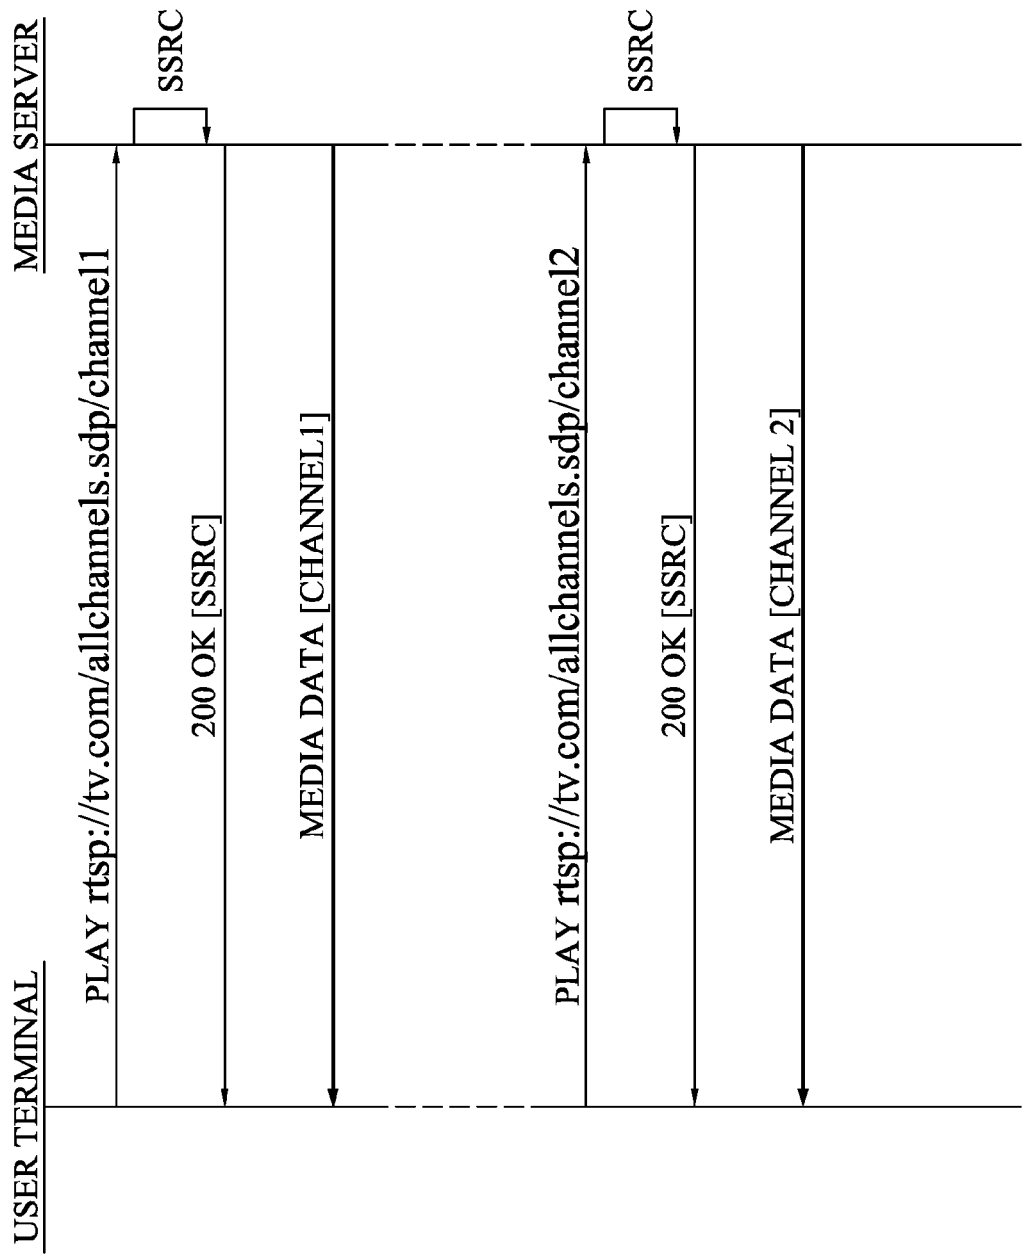 USER TERMINAL
MEDIA SERVER
PLAY rtsp://tv.com/allchannels.sdp/channel1
SSRC
200 OK [SSRC]
MEDIA DATA [CHANNEL1]
PLAY rtsp://tv.com/allchannels.sdp/channel2
SSRC
200 OK [SSRC]
MEDIA DATA [CHANNEL 2]